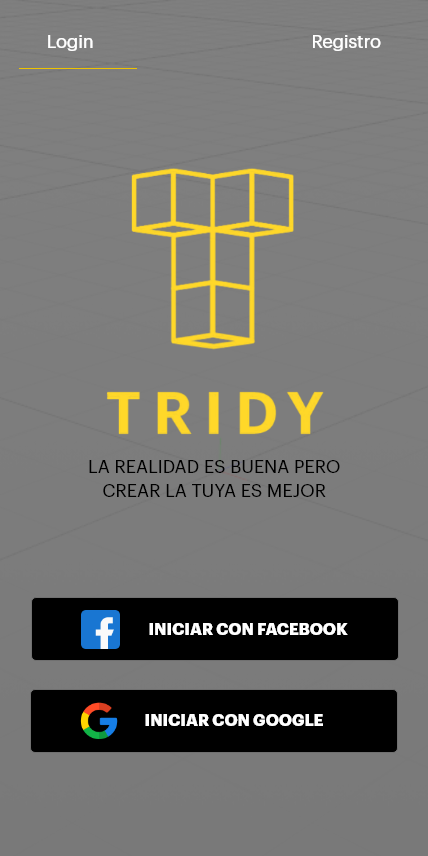 Login
Registro
TRIDY
LA REALIDAD ES BUENA PERO
CREAR LA TUYA ES MEJOR
INICIAR CON FACEBOOK
INICIAR CON GOOGLE